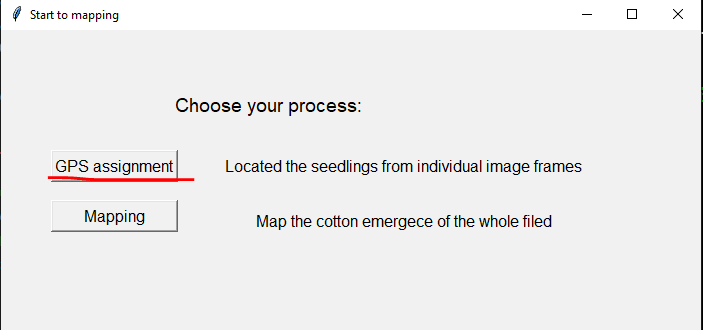 Start to mapping
Choose your process:
GPS assignment
Located the seedlings from individual image frames
Mapping
Map the cotton emergece of the whole filed